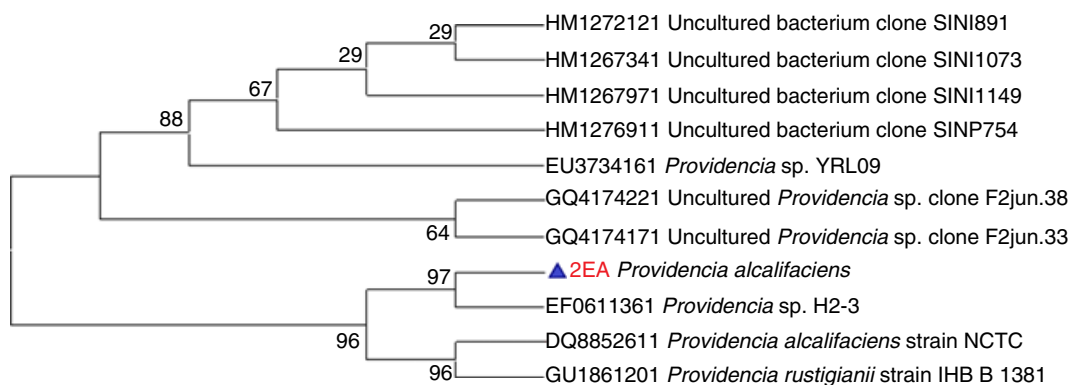 29 HM1272121 Uncultured bacterium clone SINI891
29 HM1267341 Uncultured bacterium clone SINI1073
67 HM1267971 Uncultured bacterium clone SINI1149
88 HM1276911 Uncultured bacterium clone SINP754
EU3734161 Providencia sp. YRL09
GQ4174221 Uncultured Providencia sp. clone F2jun.38
64 GQ4174171 Uncultured Providencia sp. clone F2jun.33
97 2EA Providencia alcalifaciens
EF0611361 Providencia sp. H2-3
96 DQ8852611 Providencia alcalifaciens strain NCTC
96 GU1861201 Providencia rustigianii strain IHB B 1381